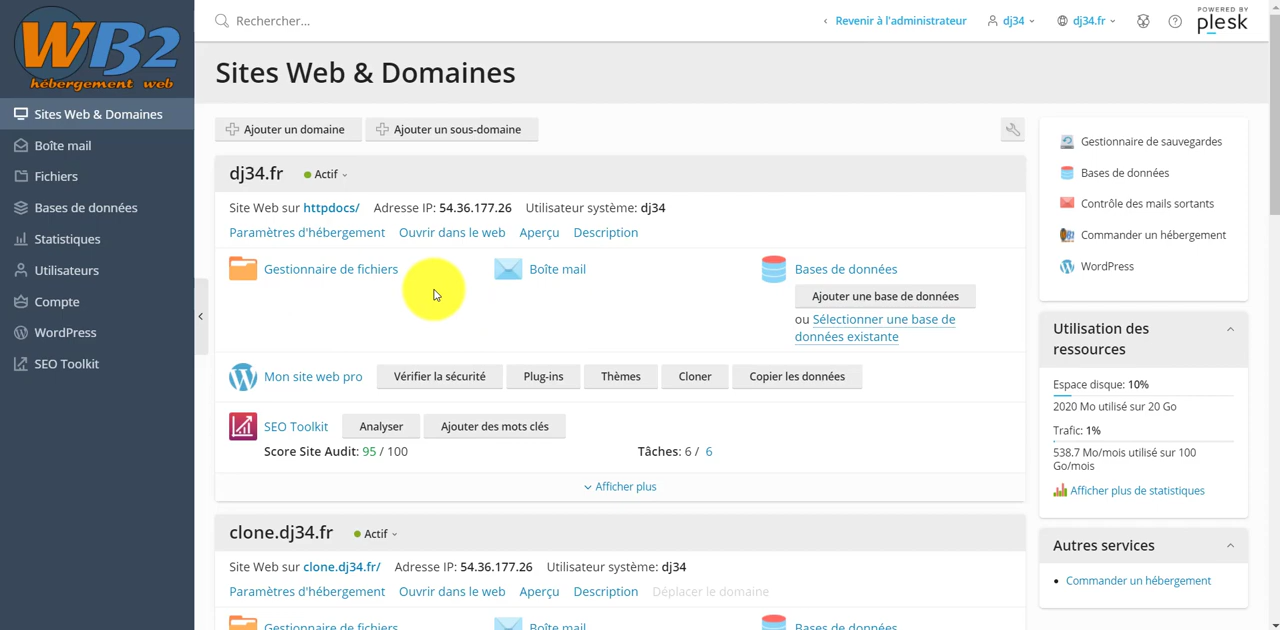 WB2
hébergement web
Rechercher...
Revenir à l'administrateur
dj34
dj34.fr
POWERED BY
plesk
Sites Web & Domaines
Boîte mail
Fichiers
Bases de données
Statistiques
Utilisateurs
Compte
WordPress
SEO Toolkit
Sites Web & Domaines
Ajouter un domaine
Ajouter un sous-domaine
dj34.fr
Actif
Site Web sur httpdocs/ Adresse IP: 54.36.177.26 Utilisateur système: dj34
Paramètres d'hébergement Ouvrir dans le web Aperçu Description
Gestionnaire de fichiers
Boîte mail
Bases de données
Ajouter une base de données
ou Sélectionner une base de
données existante
Mon site web pro Vérifier la sécurité Plug-ins Thèmes Cloner Copier les données
SEO Toolkit Analyser Ajouter des mots clés
Score Site Audit: 95 / 100 Tâches: 6 / 6
Afficher plus
clone.dj34.fr
Actif
Site Web sur clone.dj34.fr/ Adresse IP: 54.36.177.26 Utilisateur système: dj34
Paramètres d'hébergement Ouvrir dans le web Aperçu Description Déplacer le domaine
Gestionnaire de fichiers Boîte mail Bases de données
Gestionnaire de sauvegardes
Bases de données
Contrôle des mails sortants
Commander un hébergement
WordPress
Utilisation des
ressources
Espace disque: 10%
2020 Mo utilisé sur 20 Go
Trafic: 1%
538.7 Mo/mois utilisé sur 100
Go/mois
Afficher plus de statistiques
Autres services
Commander un hébergement